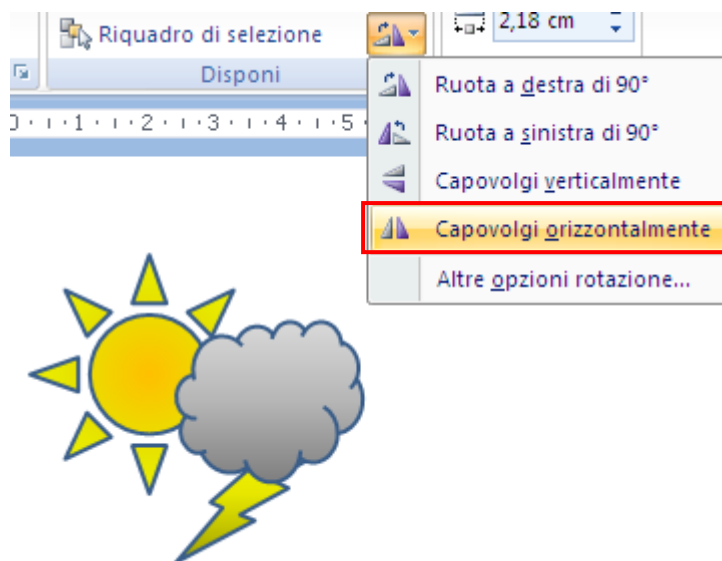 Riquadro di selezione
2,18 cm
Disponi
Ruota a destra di 90°
0 1 2 3 4 5
Ruota a sinistra di 90°
Capovolgi verticalmente
Capovolgi orizzontalmente
Altre opzioni rotazione...